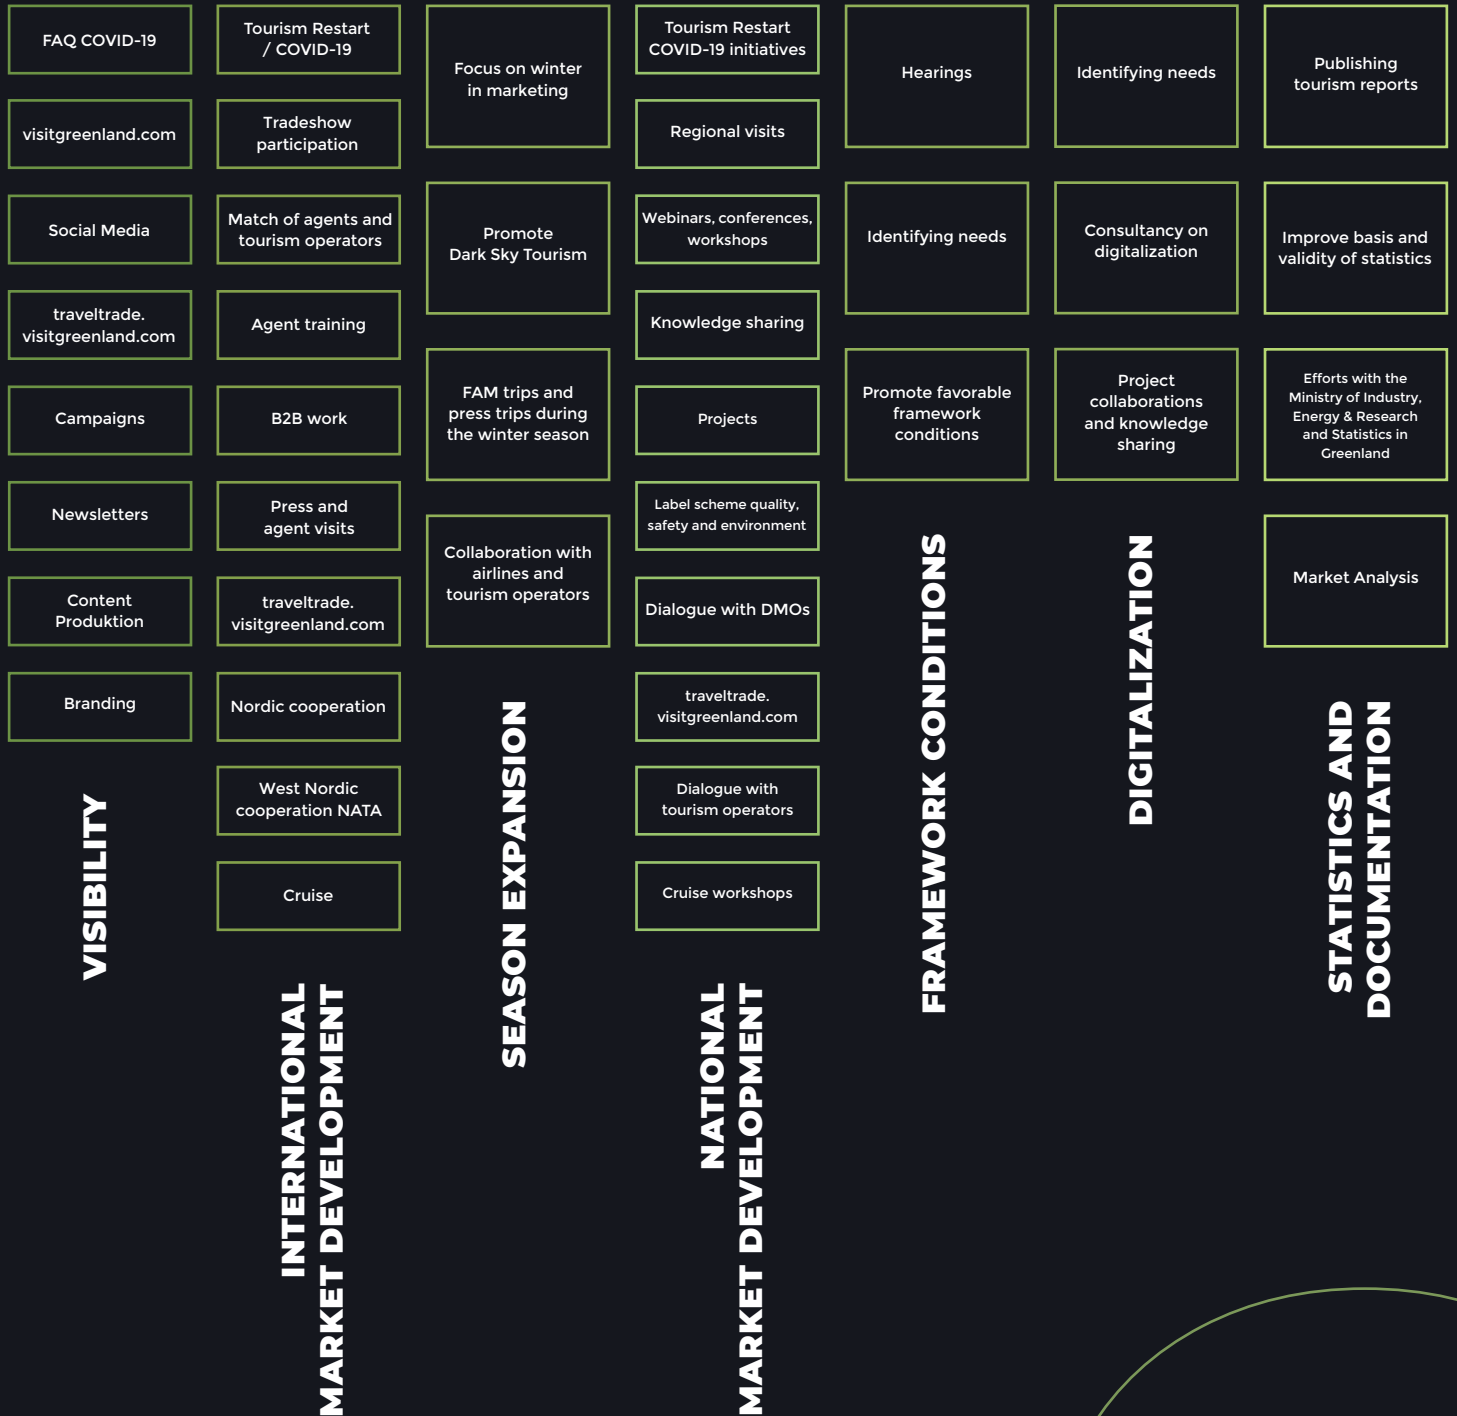 FAQ COVID-19
visitgreenland.com
Social Media
traveltrade.
visitgreenland.com
Campaigns
Newsletters
Content
Produktion
Branding
VISIBILITY
Tourism Restart
/ COVID-19
Tradeshow
participation
Match of agents and
tourism operators
Agent training
B2B work
Press and
agent visits
traveltrade.
visitgreenland.com
Nordic cooperation
West Nordic
cooperation NATA
Cruise
INTERNATIONAL
MARKET DEVELOPMENT
Focus on winter
in marketing
Promote
Dark Sky Tourism
FAM trips and
press trips during
the winter season
Collaboration with
airlines and
tourism operators
SEASON EXPANSION
Tourism Restart
COVID-19 initiatives
Regional visits
Webinars, conferences,
workshops
Knowledge sharing
Projects
Label scheme quality,
safety and environment
Dialogue with DMOs
traveltrade.
visitgreenland.com
Dialogue with
tourism operators
Cruise workshops
NATIONAL
MARKET DEVELOPMENT
Hearings
Identifying needs
Promote favorable
framework
conditions
FRAMEWORK CONDITIONS
Identifying needs
Consultancy on
digitalization
Project
collaborations
and knowledge
sharing
DIGITALIZATION
Publishing
tourism reports
Improve basis and
validity of statistics
Efforts with the
Ministry of Industry,
Energy & Research
and Statistics in
Greenland
Market Analysis
STATISTICS AND
DOCUMENTATION